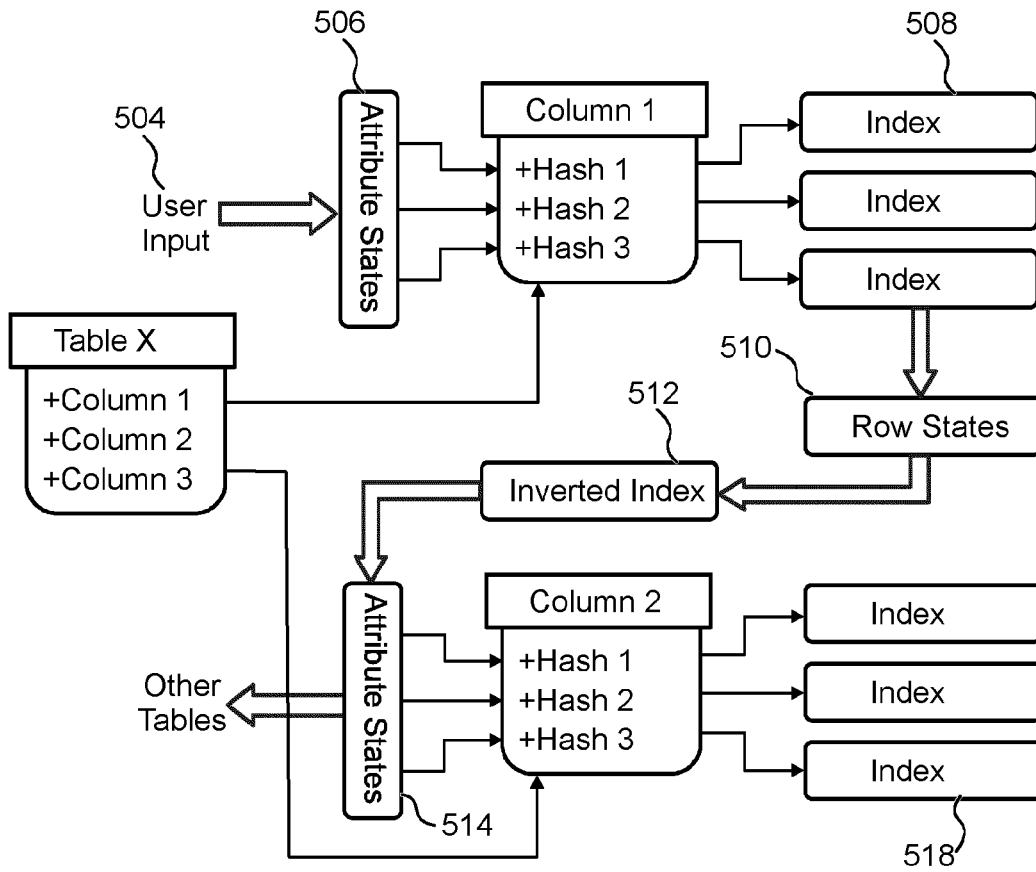 506
508
504
Attribute States
Column 1
+Hash 1
+Hash 2
+Hash 3
Index
Index
Index
User
Input
Table X
+Column 1
+Column 2
+Column 3
510
Row States
512
Inverted Index
Attribute States
Column 2
+Hash 1
+Hash 2
+Hash 3
Index
Index
Index
Other
Tables
514
518